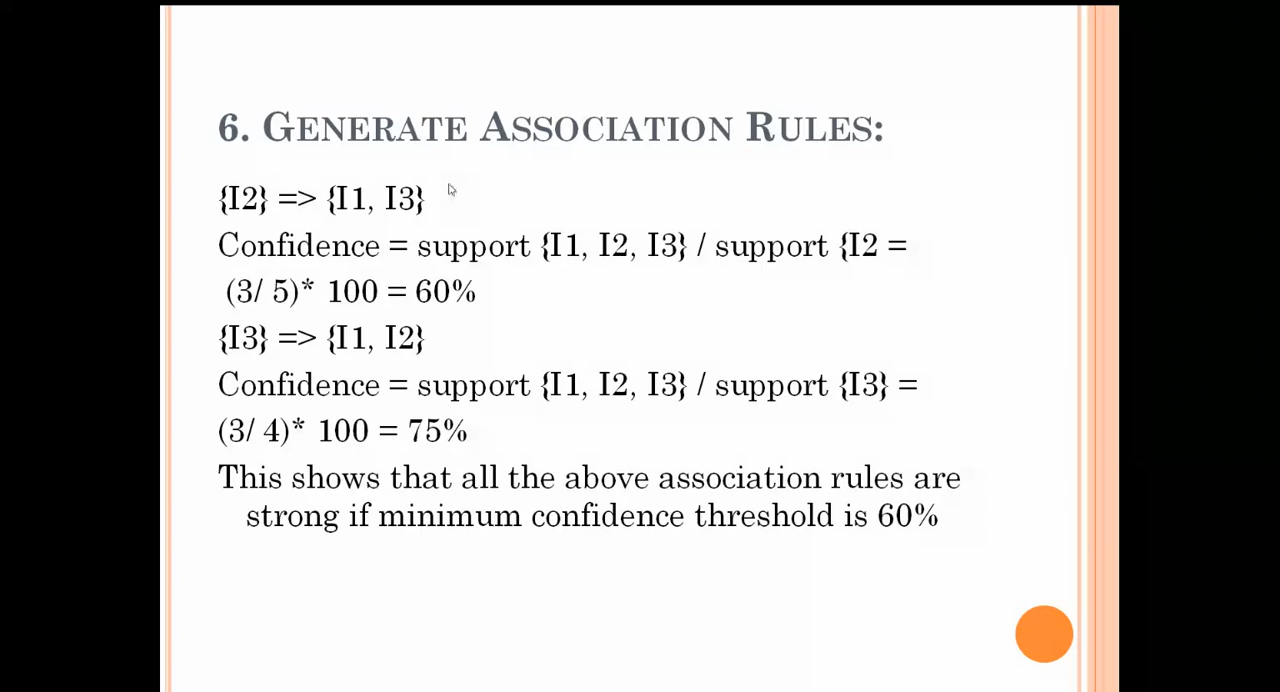 6. GENERATE ASSOCIATION RULES:
{I2} => {I1, I3}
Confidence = support {I1, I2, I3} / support {I2 =
(3/ 5)* 100 = 60%
{I3} => {I1, I2}
Confidence = support {I1, I2, I3} / support {I3} =
(3/ 4)* 100 = 75%
This shows that all the above association rules are
strong if minimum confidence threshold is 60%